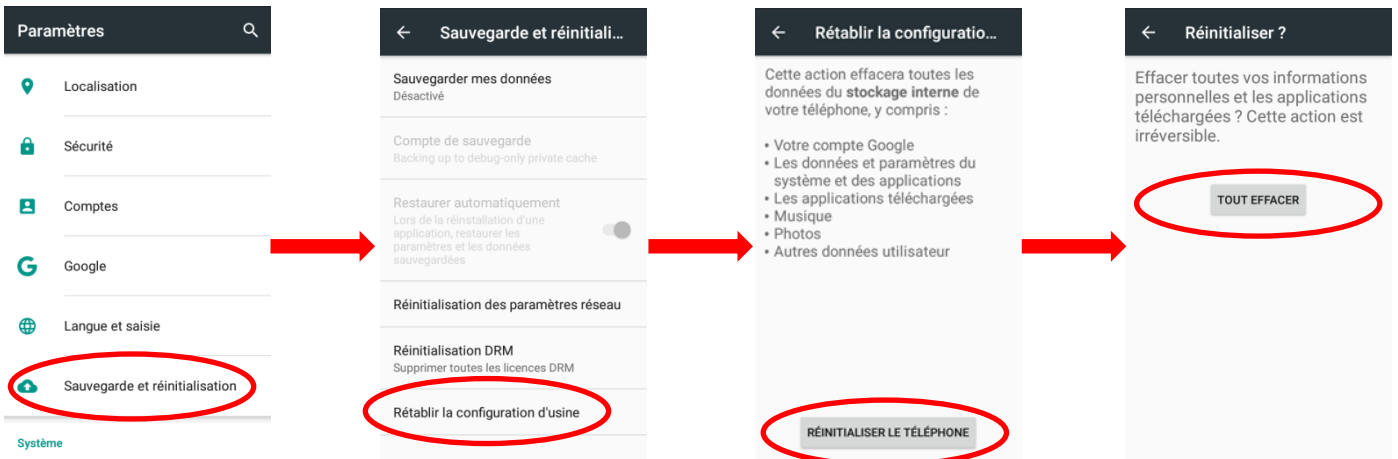 Paramètres
Localisation
Sécurité
Comptes
Google
Langue et saisie
Sauvegarde et réinitialisation
Système
Sauvegarde et réinitiali...
Sauvegarder mes données
Désactivé
Compte de sauvegarde
Backing up to debug-only private cache
Restaurer automatiquement
Lors de la réinstallation d'une
application, restaurer les
paramètres et les données
sauvegardées
Réinitialisation des paramètres réseau
Réinitialisation DRM
Supprimer toutes les licences DRM
Rétablir la configuration d'usine
Rétablir la configuratio...
Cette action effacera toutes les
données du stockage interne de
votre téléphone, y compris :
• Votre compte Google
• Les données et paramètres du
système et des applications
• Les applications téléchargées
• Musique
• Photos
• Autres données utilisateur
RÉINITIALISER LE TÉLÉPHONE
Réinitialiser ?
Effacer toutes vos informations
personnelles et les applications
téléchargées ? Cette action est
irréversible.
TOUT EFFACER